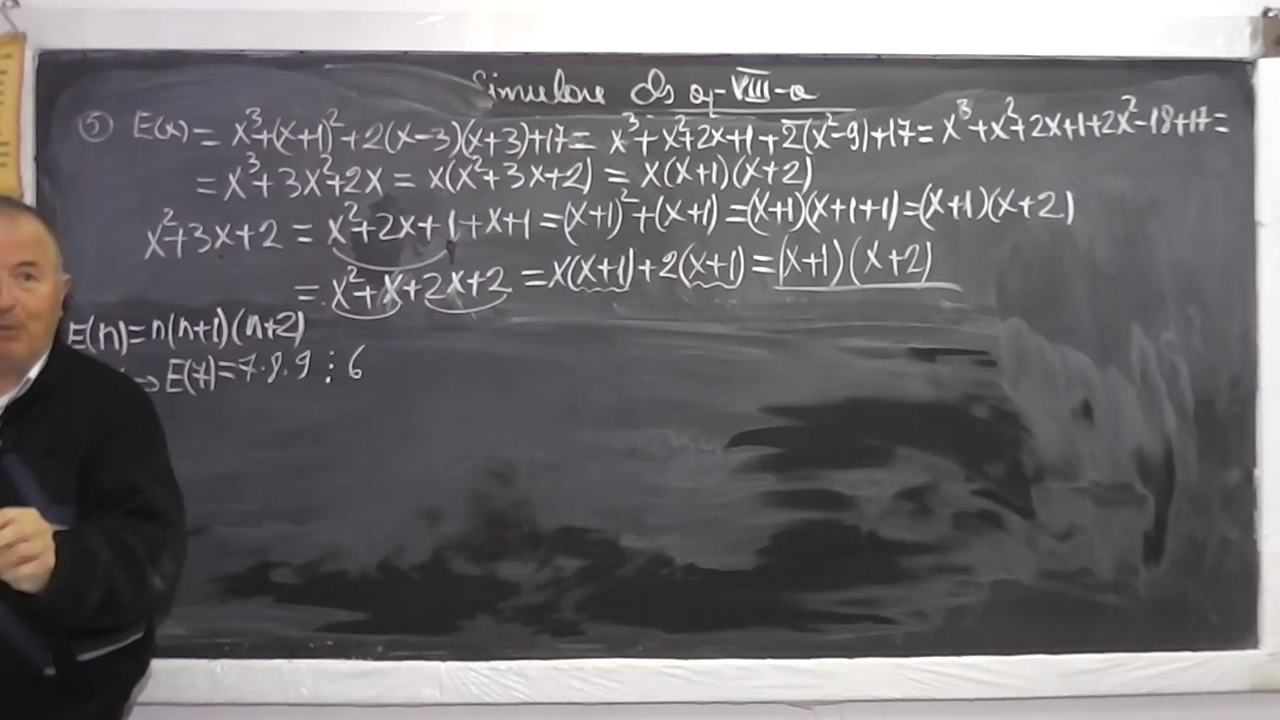 Simulare cls a-VIII-a
⑤ E(x) = x³+(x+1)²+2(x-3)(x+3)+17= x³+x²+2x+1+2(x²-9)+17= x³+x²+2x+1+2x²-18+17=
= x³+3x²+2x = x(x²+3x+2) = x(x+1)(x+2)
x²+3x+2 = x²+2x+1+x+1=(x+1)²+(x+1)=(x+1)(x+1+1)=(x+1)(x+2)
= x²+x+2x+2 =x(x+1)+2(x+1)=(x+1)(x+2)
E(n)=n(n+1)(n+2)
→ E(7)=7·8·9 ⋮ 6